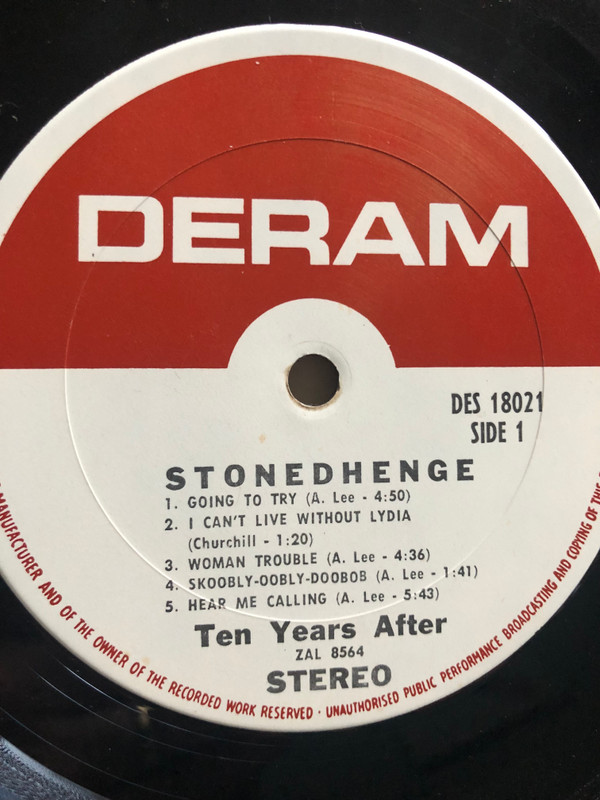 DERAM
DES 18021
SIDE 1
STONEDHENGE
1. GOING TO TRY (A. Lee - 4:50)
2. I CAN'T LIVE WITHOUT LYDIA
(Churchill - 1:20)
3. WOMAN TROUBLE (A. Lee - 4:36)
4. SKOOBLY-OOBLY-DOOBOB (A. Lee - 1:41)
5. HEAR ME CALLING (A. Lee - 5:43)
Ten Years After
ZAL 8564
STEREO
MANUFACTURER AND OF THE OWNER OF THE RECORDED WORK RESERVED · UNAUTHORISED PUBLIC PERFORMANCE BROADCASTING AND COPYING OF THIS